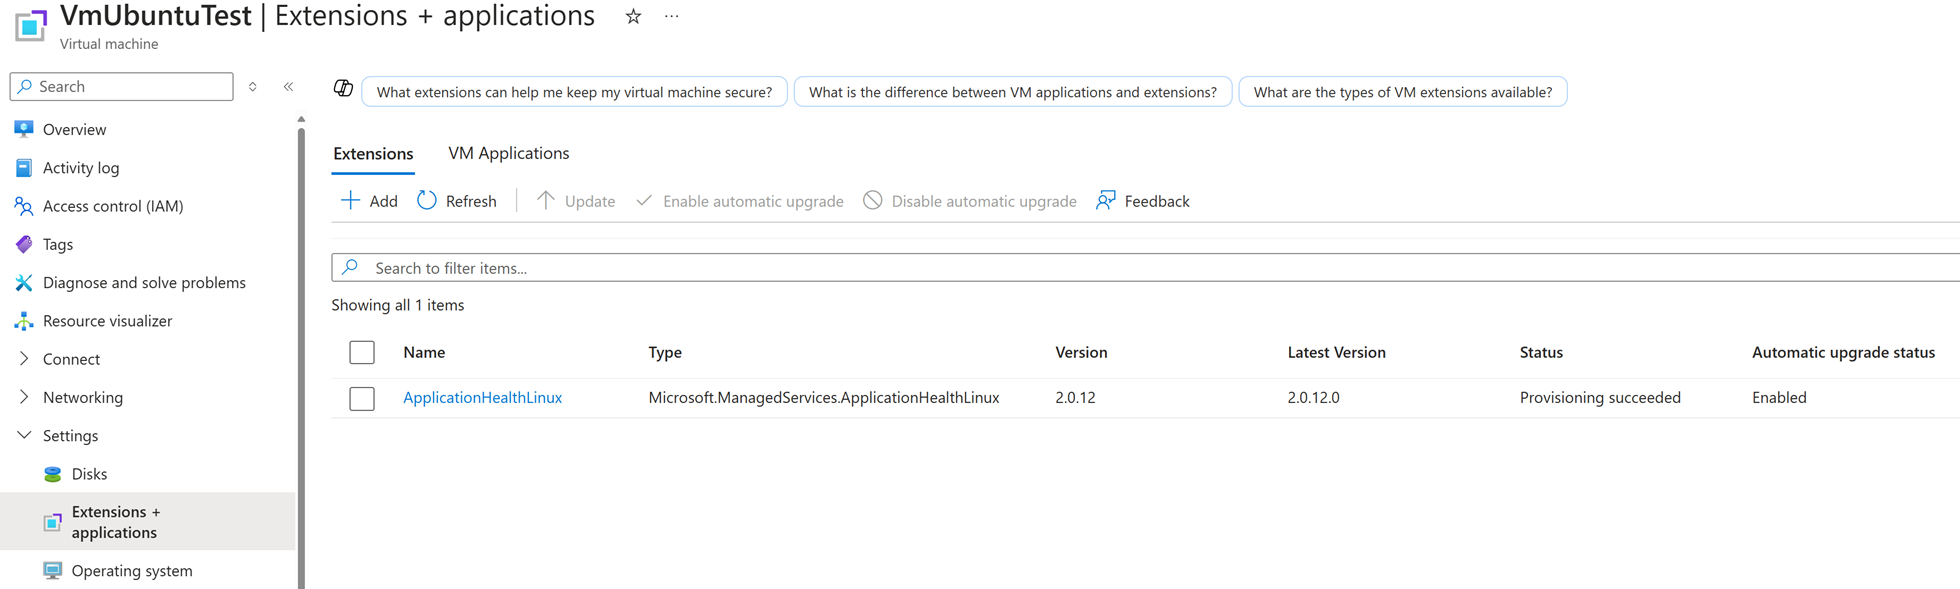 VmUbuntuTest | Extensions + applications
Virtual machine
Search
Overview
Activity log
Access control (IAM)
Tags
Diagnose and solve problems
Resource visualizer
Connect
Networking
Settings
Disks
Extensions +
applications
Operating system
What extensions can help me keep my virtual machine secure? What is the difference between VM applications and extensions? What are the types of VM extensions available?
Extensions VM Applications
Add Refresh Update Enable automatic upgrade Disable automatic upgrade Feedback
Search to filter items...
Showing all 1 items
Name Type Version Latest Version Status Automatic upgrade status
ApplicationHealthLinux Microsoft.ManagedServices.ApplicationHealthLinux 2.0.12 2.0.12.0 Provisioning succeeded Enabled